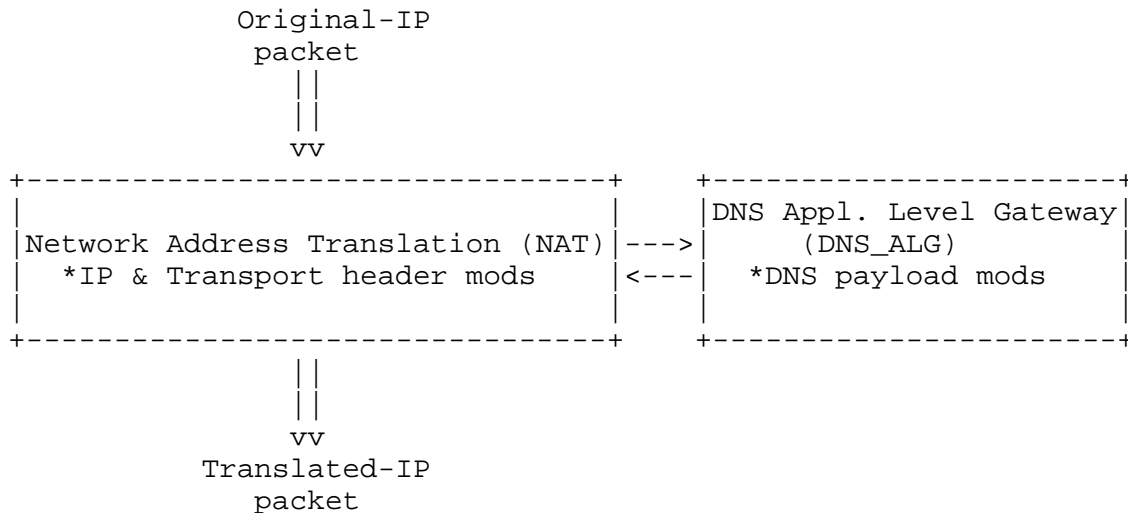 Original-IP
packet
||
||
vv
+---------------------------------+ +------------------------+
| | |DNS Appl. Level Gateway|
|Network Address Translation (NAT)|--->| (DNS_ALG) |
| *IP & Transport header mods |<---| *DNS payload mods |
| | | |
+---------------------------------+ +------------------------+
||
||
vv
Translated-IP
packet